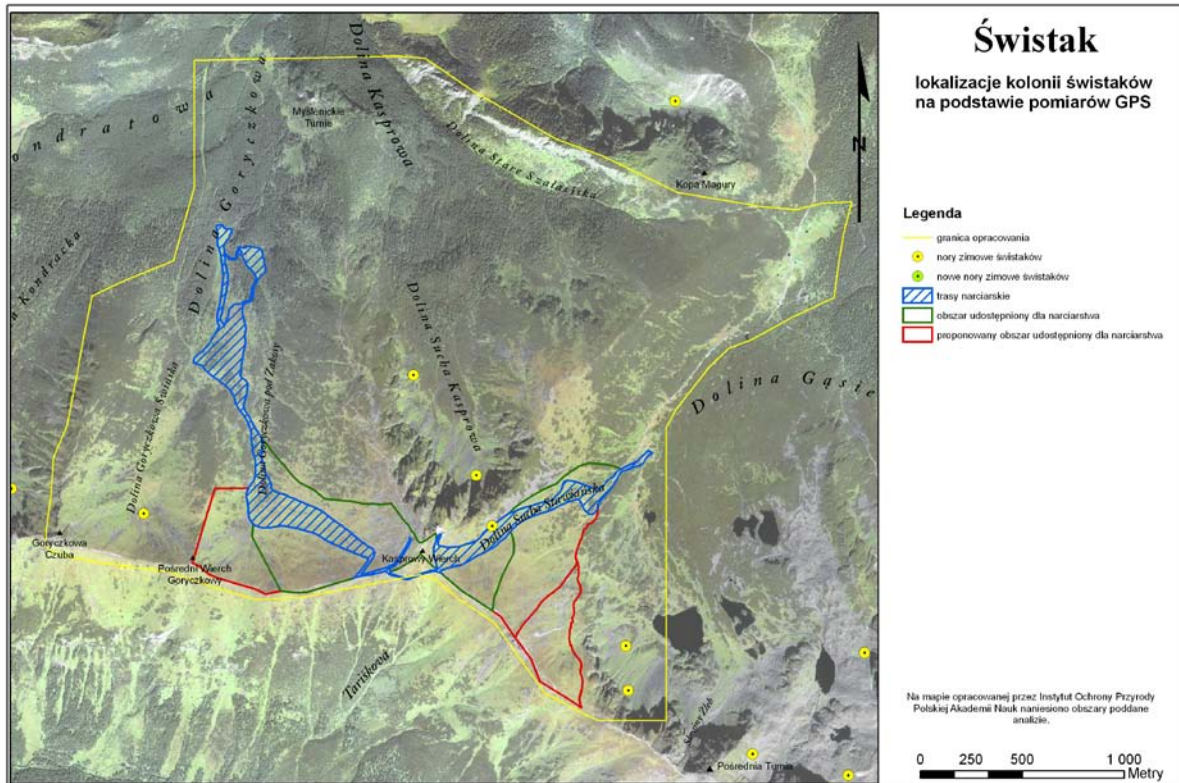 Świstak
lokalizacje kolonii świstaków
na podstawie pomiarów GPS
N
Legenda
granica opracowania
nory zimowe świstaków
nowe nory zimowe świstaków
trasy narciarskie
obszar udostępniony dla narciarstwa
proponowany obszar udostępniony dla narciarstwa
Na mapie opracowanej przez Instytut Ochrony Przyrody
Polskiej Akademii Nauk naniesiono obszary poddane
analizie.
0 250 500 1 000
Metry
ondratowa
Dolina Goryczkowa
Dolina Kasprowa
Myślenickie
Turnie
Dolina Stare Szałasiska
Kopa Magury
Kondracka
Dolina Sucha Kasprowa
Dolina Gąsie
Dolina Goryczkowa Świńska
Dolina Goryczkowa pod Zakosy
Dolina Sucha Stawiańska
Goryczkowa
Czuba
Pośredni Wierch
Goryczkowy
Kasprowy Wierch
Tariškova
Pośrednia Turnia